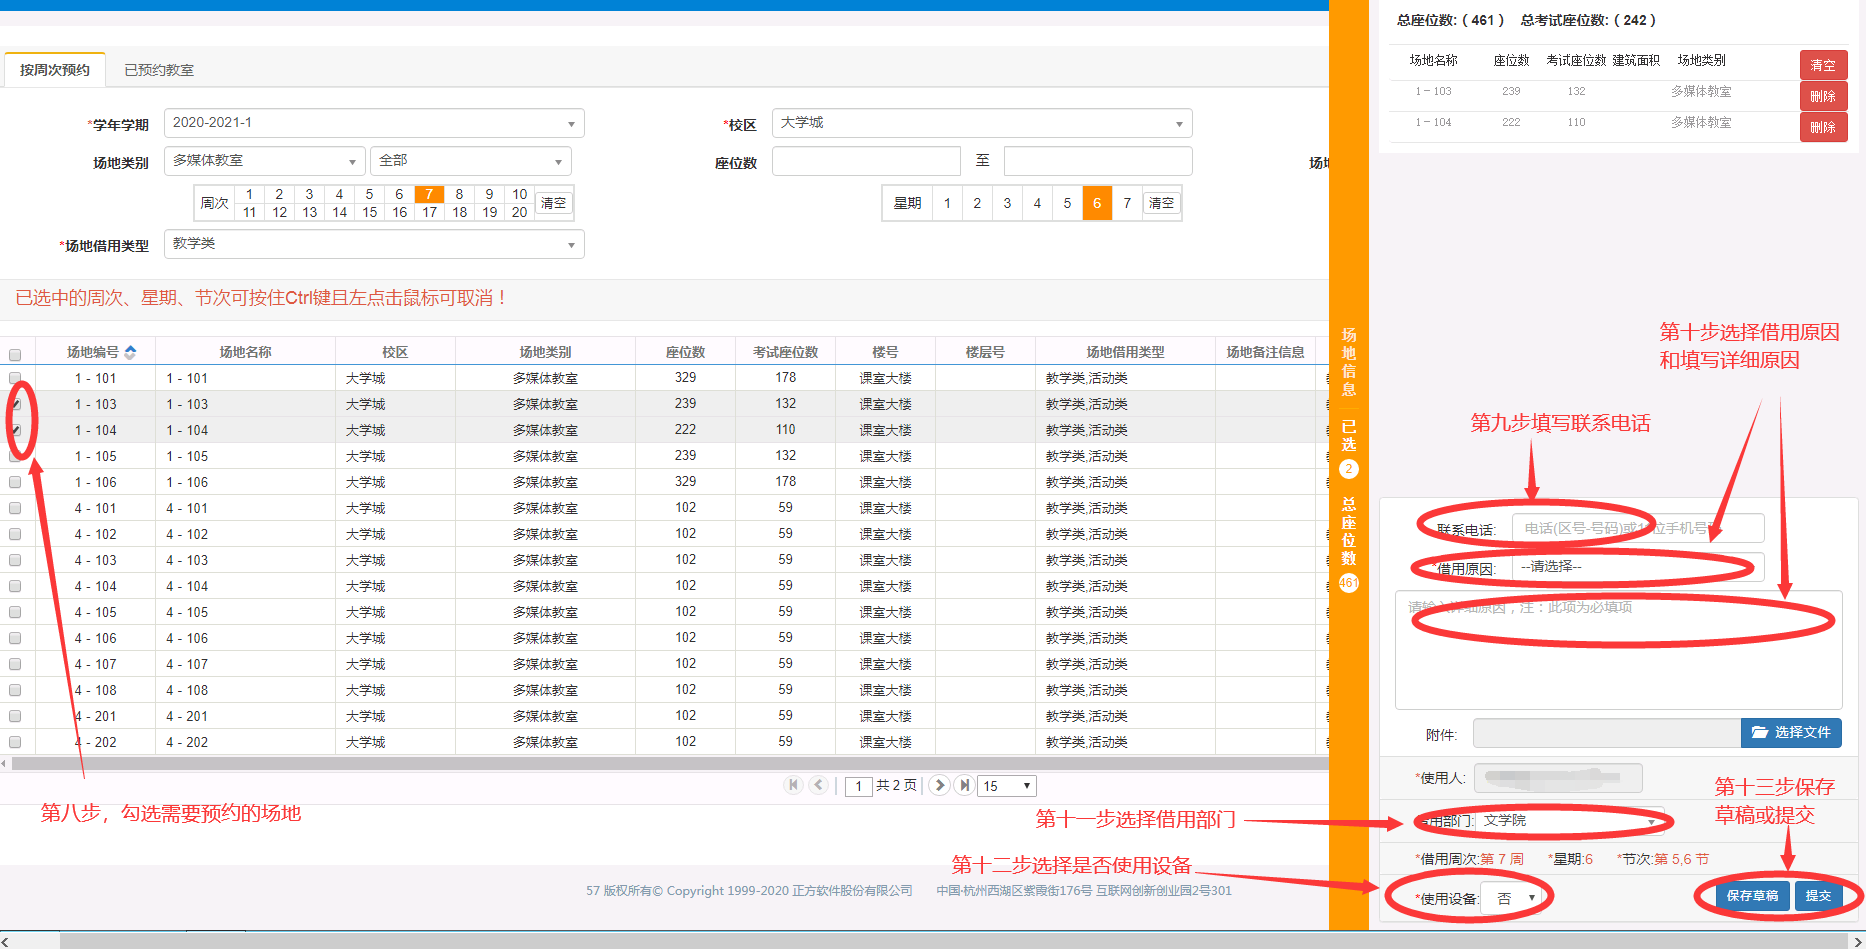 总座位数:（461） 总考试座位数:（242）
场地名称 座位数 考试座位数 建筑面积 场地类别 清空
1－103 239 132 多媒体教室 删除
1－104 222 110 多媒体教室 删除
按周次预约 已预约教室
*学年学期 2020-2021-1 *校区 大学城
场地类别 多媒体教室 全部 座位数 至 场
周次 1 2 3 4 5 6 7 8 9 10 清空
11 12 13 14 15 16 17 18 19 20
星期 1 2 3 4 5 6 7 清空
*场地借用类型 教学类
已选中的周次、星期、节次可按住Ctrl键且左点击鼠标可取消！
场地编号 场地名称 校区 场地类别 座位数 考试座位数 楼号 楼层号 场地借用类型 场地备注信息
1 - 101 1 - 101 大学城 多媒体教室 329 178 课室大楼 教学类,活动类
1 - 103 1 - 103 大学城 多媒体教室 239 132 课室大楼 教学类,活动类
1 - 104 1 - 104 大学城 多媒体教室 222 110 课室大楼 教学类,活动类
1 - 105 1 - 105 大学城 多媒体教室 239 132 课室大楼 教学类,活动类
1 - 106 1 - 106 大学城 多媒体教室 329 178 课室大楼 教学类,活动类
4 - 101 4 - 101 大学城 多媒体教室 102 59 课室大楼 教学类,活动类
4 - 102 4 - 102 大学城 多媒体教室 102 59 课室大楼 教学类,活动类
4 - 103 4 - 103 大学城 多媒体教室 102 59 课室大楼 教学类,活动类
4 - 104 4 - 104 大学城 多媒体教室 102 59 课室大楼 教学类,活动类
4 - 105 4 - 105 大学城 多媒体教室 102 59 课室大楼 教学类,活动类
4 - 106 4 - 106 大学城 多媒体教室 102 59 课室大楼 教学类,活动类
4 - 107 4 - 107 大学城 多媒体教室 102 59 课室大楼 教学类,活动类
4 - 108 4 - 108 大学城 多媒体教室 102 59 课室大楼 教学类,活动类
4 - 201 4 - 201 大学城 多媒体教室 102 59 课室大楼 教学类,活动类
4 - 202 4 - 202 大学城 多媒体教室 102 59 课室大楼 教学类,活动类
1 共 2 页 15
第八步，勾选需要预约的场地
第十一步选择借用部门
第十二步选择是否使用设备
57 版权所有© Copyright 1999-2020 正方软件股份有限公司 中国·杭州西湖区紫霞街176号 互联网创新创业园2号301
场地信息 已选 2 总座位数 461
第十步选择借用原因
和填写详细原因
第九步填写联系电话
联系电话: 电话(区号-号码)或11位手机号
*借用原因: --请选择--
请输入详细原因，注：此项为必填项
附件: 选择文件
*使用人:
第十三步保存
草稿或提交
用部门: 文学院
*借用周次:第 7 周 *星期:6 *节次:第 5,6 节
*使用设备: 否 保存草稿 提交